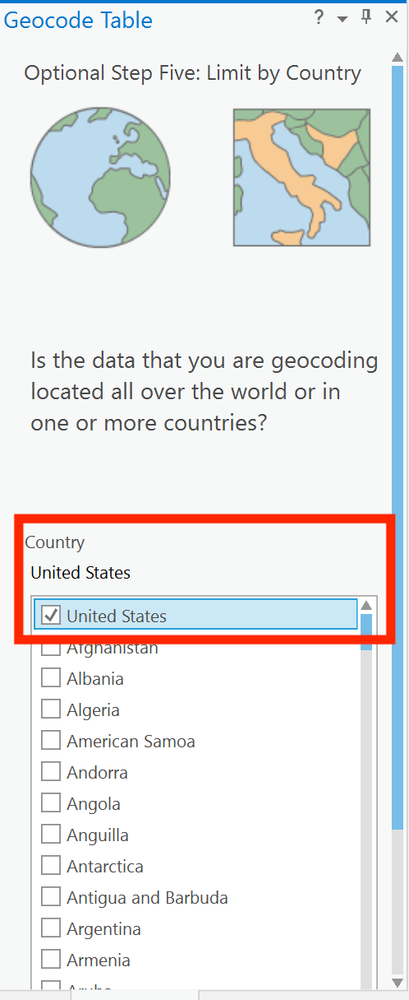 Geocode Table
?
Optional Step Five: Limit by Country
Is the data that you are geocoding
located all over the world or in
one or more countries?
Country
United States
United States
Afghanistan
Albania
Algeria
American Samoa
Andorra
Angola
Anguilla
Antarctica
Antigua and Barbuda
Argentina
Armenia
Aruba